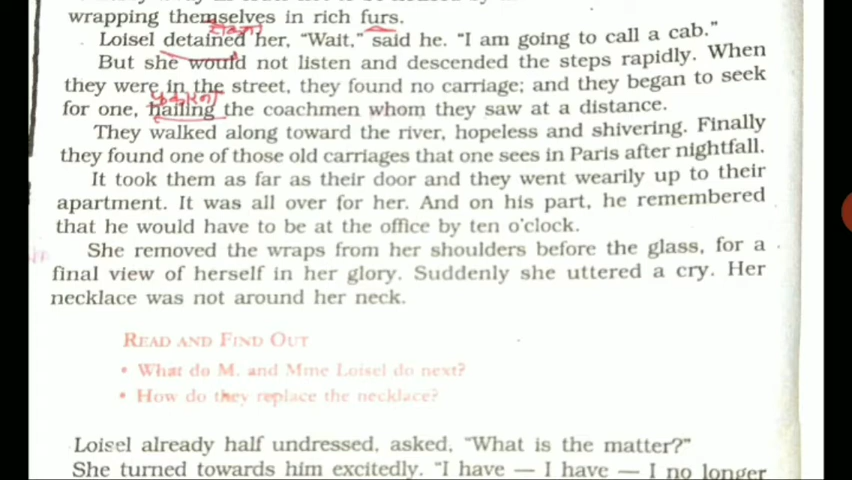 wrapping themselves in rich furs.
रोकना
Loisel detained her, “Wait,” said he. “I am going to call a cab.”
But she would not listen and descended the steps rapidly. When
they were in the street, they found no carriage; and they began to seek
पुकारना
for one, hailing the coachmen whom they saw at a distance.
They walked along toward the river, hopeless and shivering. Finally
they found one of those old carriages that one sees in Paris after nightfall.
It took them as far as their door and they went wearily up to their
apartment. It was all over for her. And on his part, he remembered
that he would have to be at the office by ten o’clock.
She removed the wraps from her shoulders before the glass, for a
final view of herself in her glory. Suddenly she uttered a cry. Her
necklace was not around her neck.
READ AND FIND OUT
• What do M. and Mme Loisel do next?
• How do they replace the necklace?
Loisel already half undressed, asked, “What is the matter?”
She turned towards him excitedly. “I have — I have — I no longer